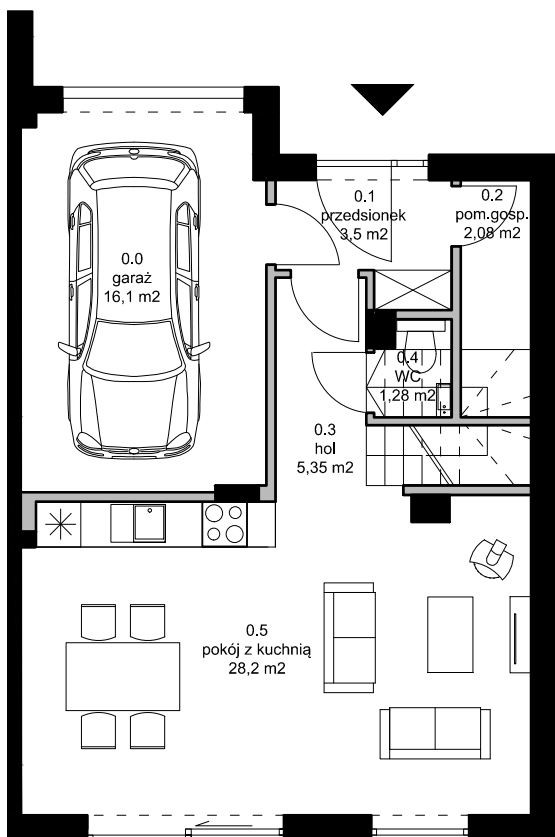 0.1
przedsionek
3,5 m2
0.2
pom.gosp.
2,08 m2
0.0
garaż
16,1 m2
0.4
WC
1,28 m2
0.3
hol
5,35 m2
0.5
pokój z kuchnią
28,2 m2